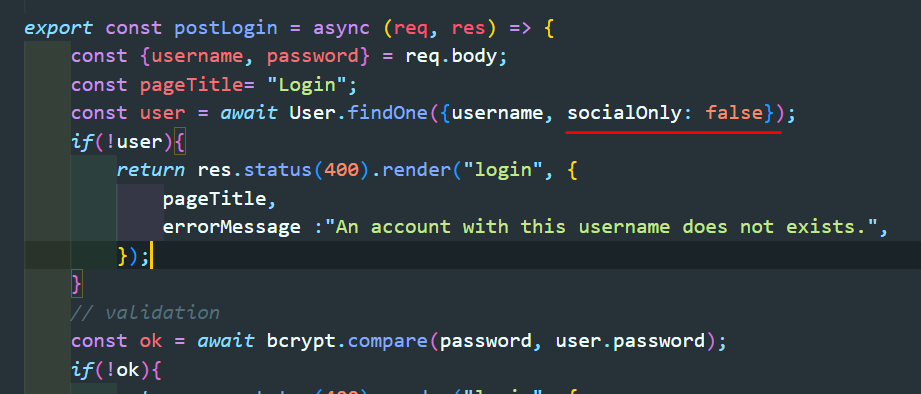 export const postLogin = async (req, res) => {
const {username, password} = req.body;
const pageTitle= "Login";
const user = await User.findOne({username, socialOnly: false});
if(!user){
return res.status(400).render("login", {
pageTitle,
errorMessage :"An account with this username does not exists.",
});
}
// validation
const ok = await bcrypt.compare(password, user.password);
if(!ok){